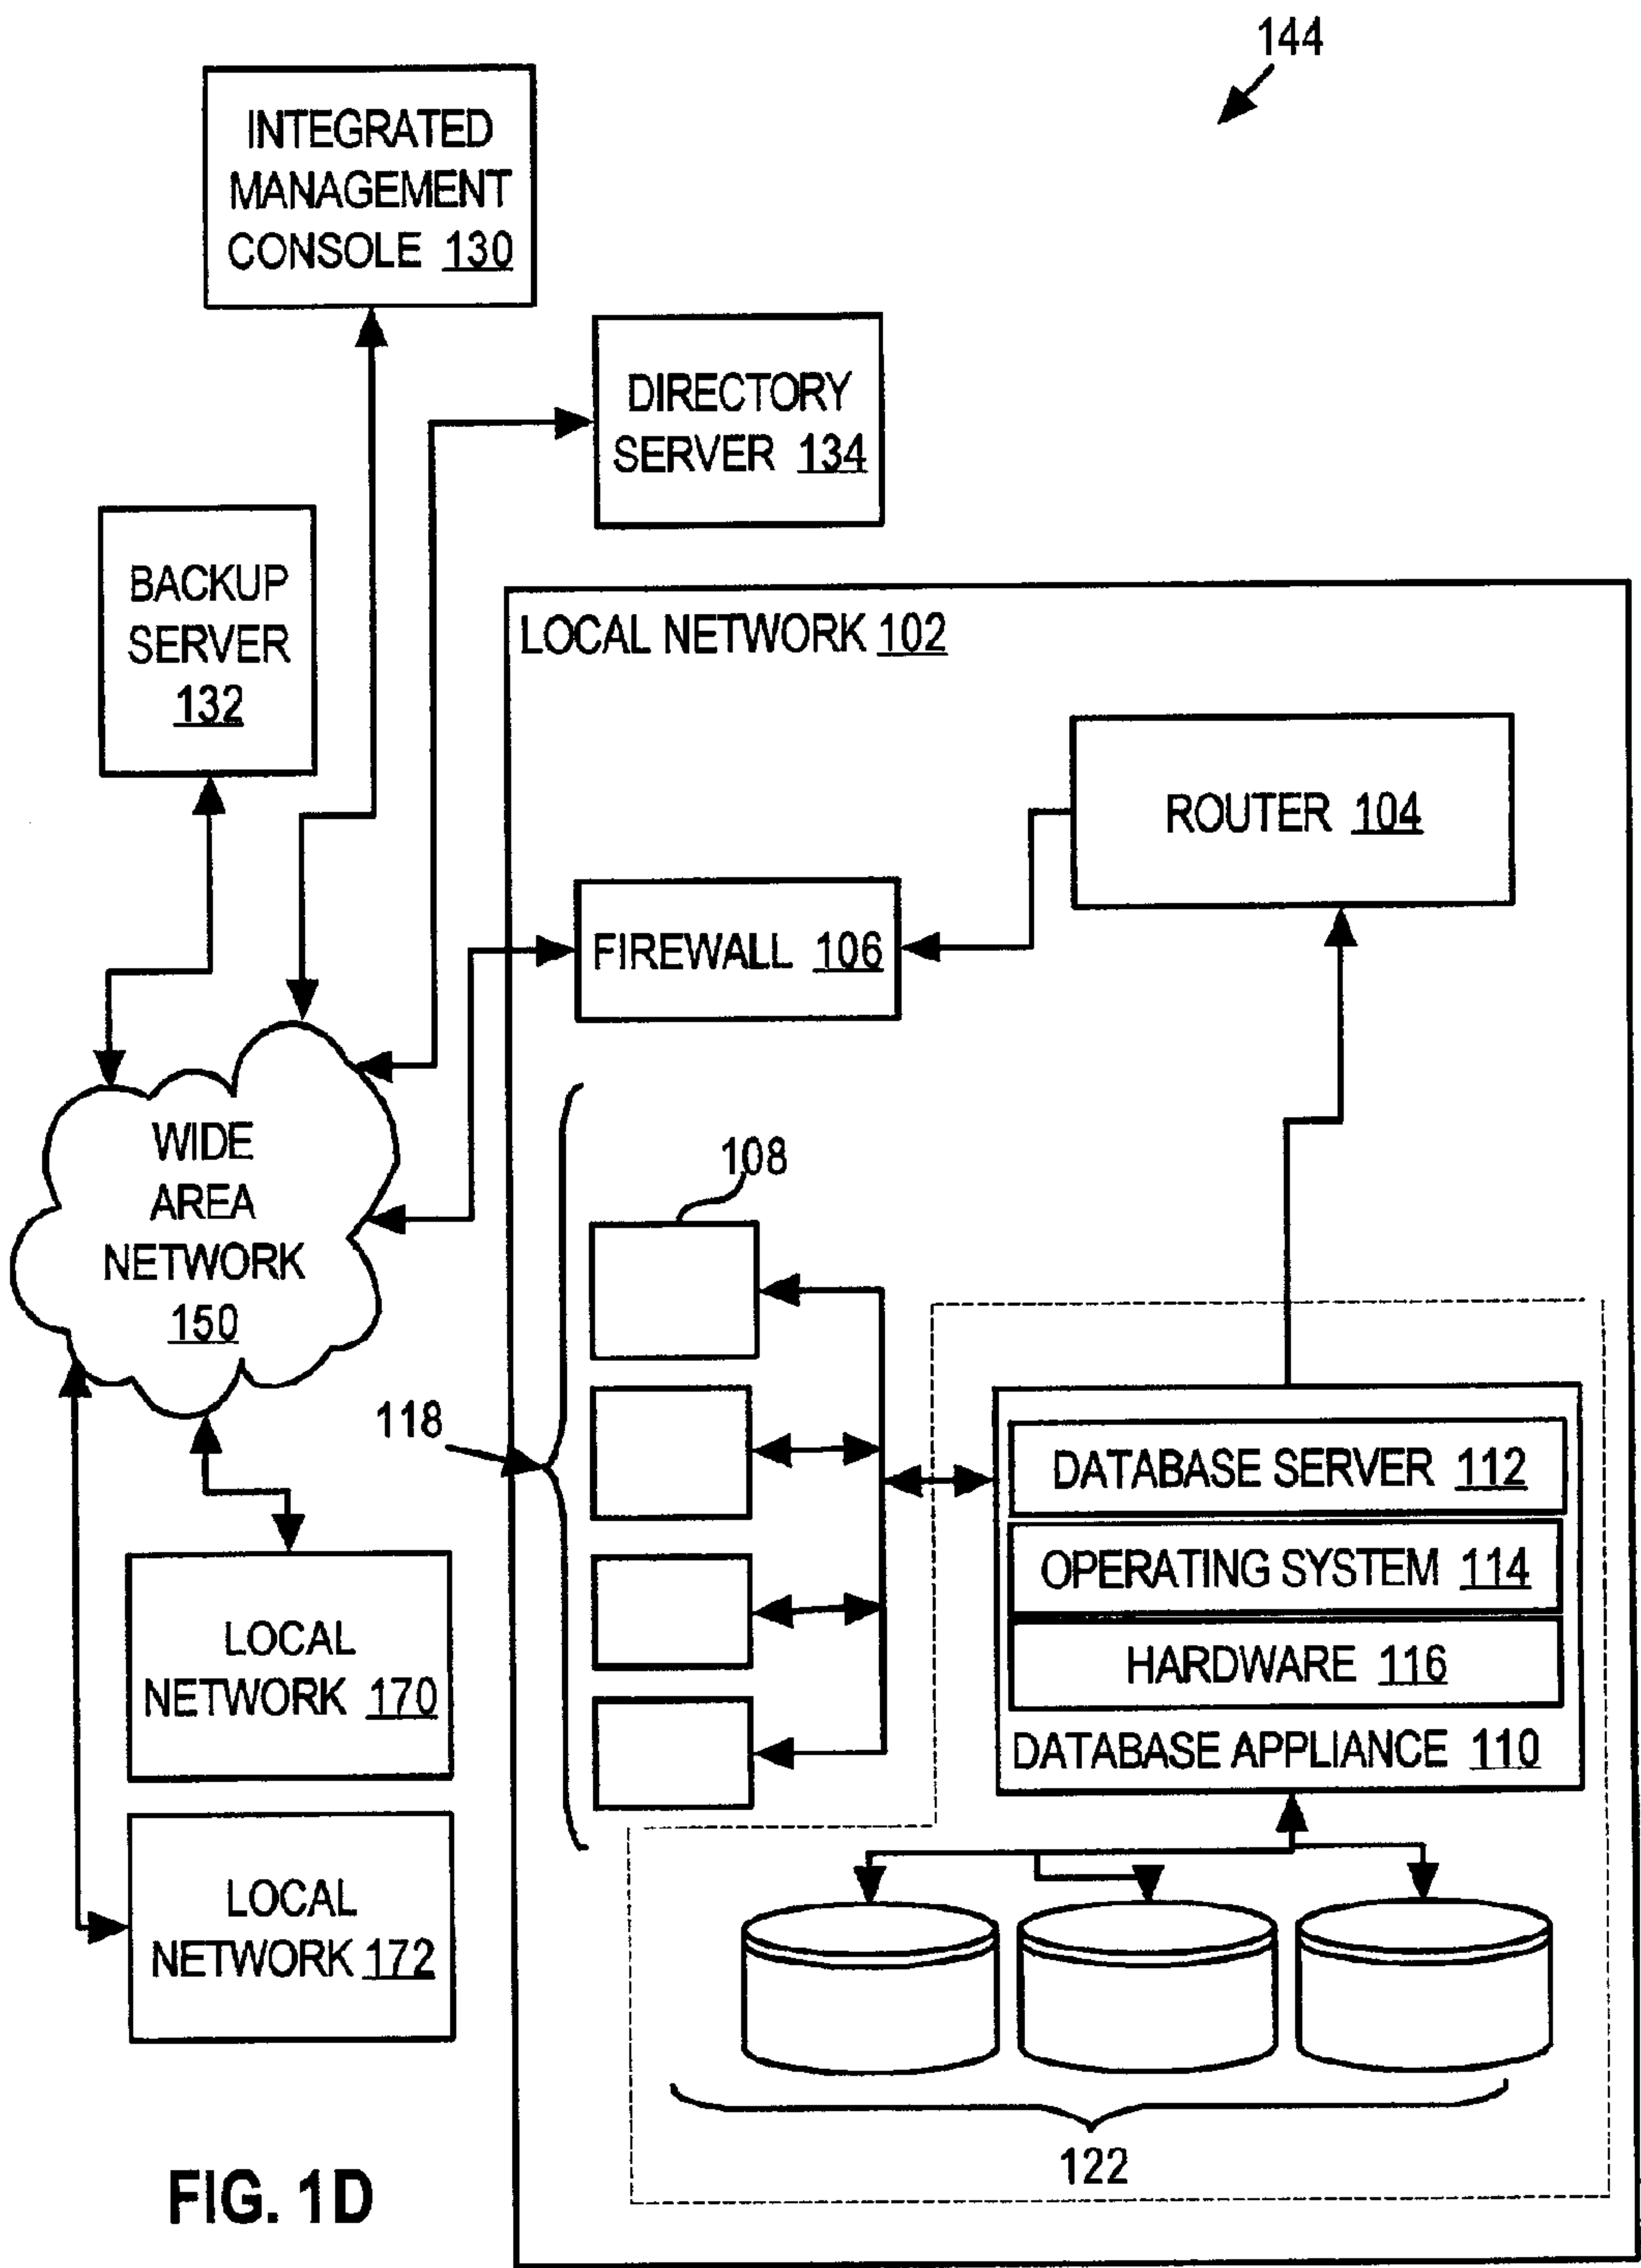 144
INTEGRATED
MANAGEMENT
CONSOLE 130
DIRECTORY
SERVER 134
BACKUP
SERVER
132
LOCAL NETWORK 102
ROUTER 104
FIREWALL 106
WIDE
AREA
NETWORK
150
108
118
DATABASE SERVER 112
OPERATING SYSTEM 114
HARDWARE 116
DATABASE APPLIANCE 110
LOCAL
NETWORK 170
LOCAL
NETWORK 172
122
FIG. 1D